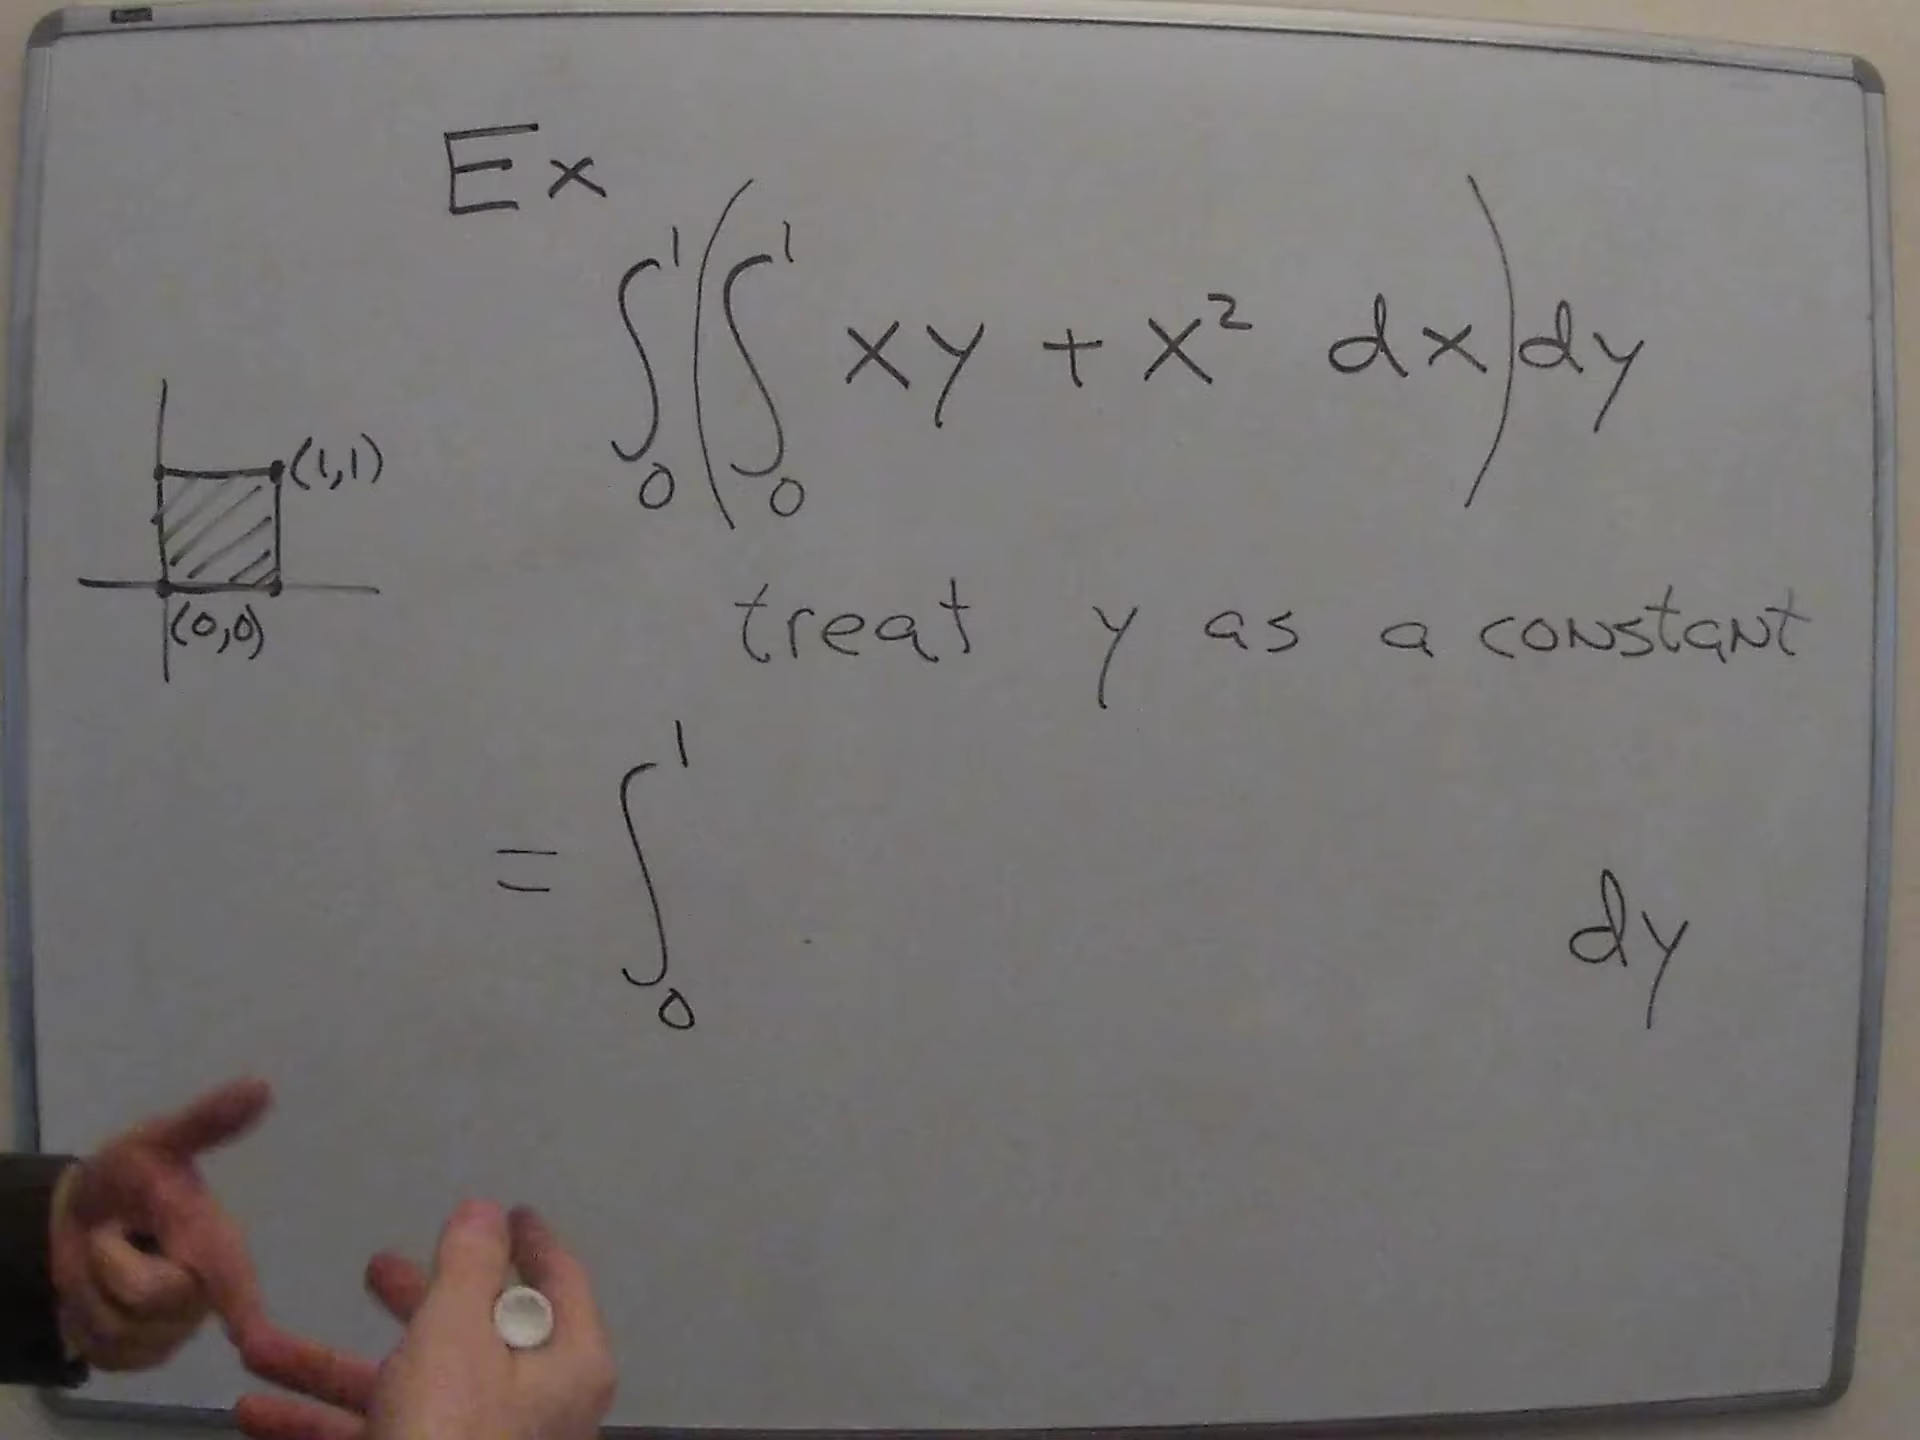 Ex
∫₀¹ ( ∫₀¹ xy + x² dx ) dy
(1,1)
(0,0)
treat y as a constant
= ∫₀¹ dy